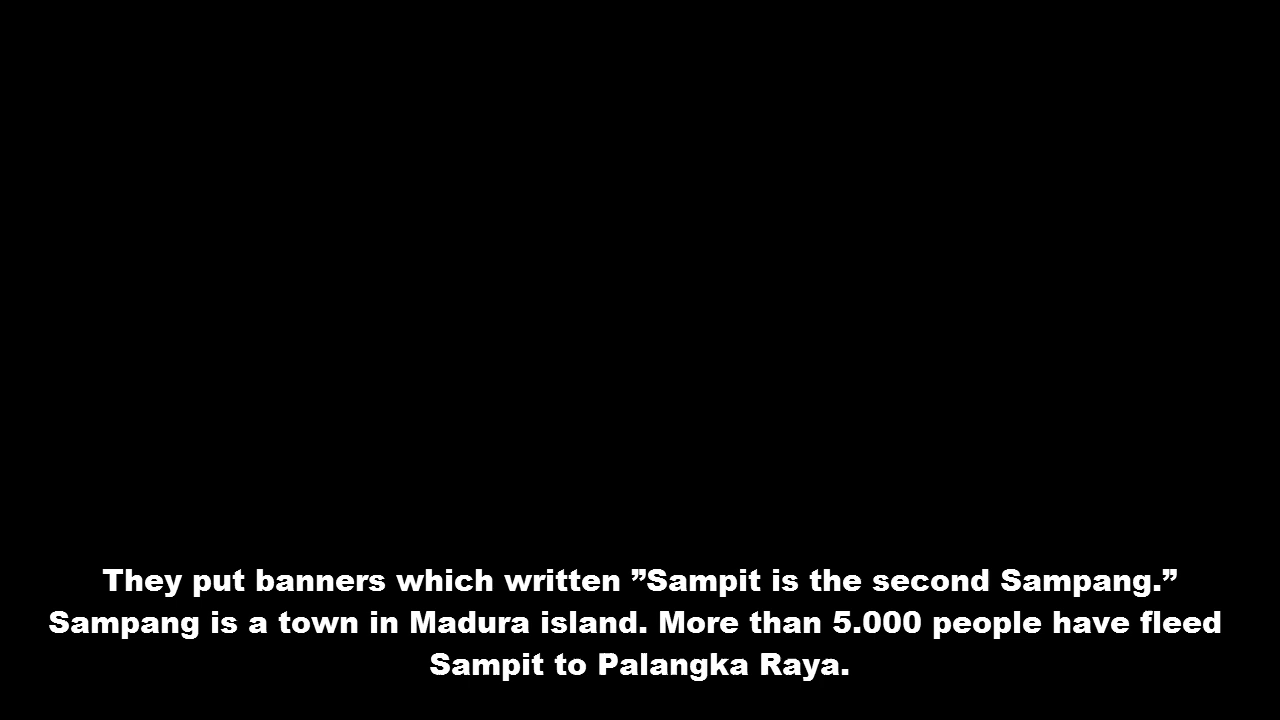 They put banners which written ”Sampit is the second Sampang.”
Sampang is a town in Madura island. More than 5.000 people have fleed
Sampit to Palangka Raya.